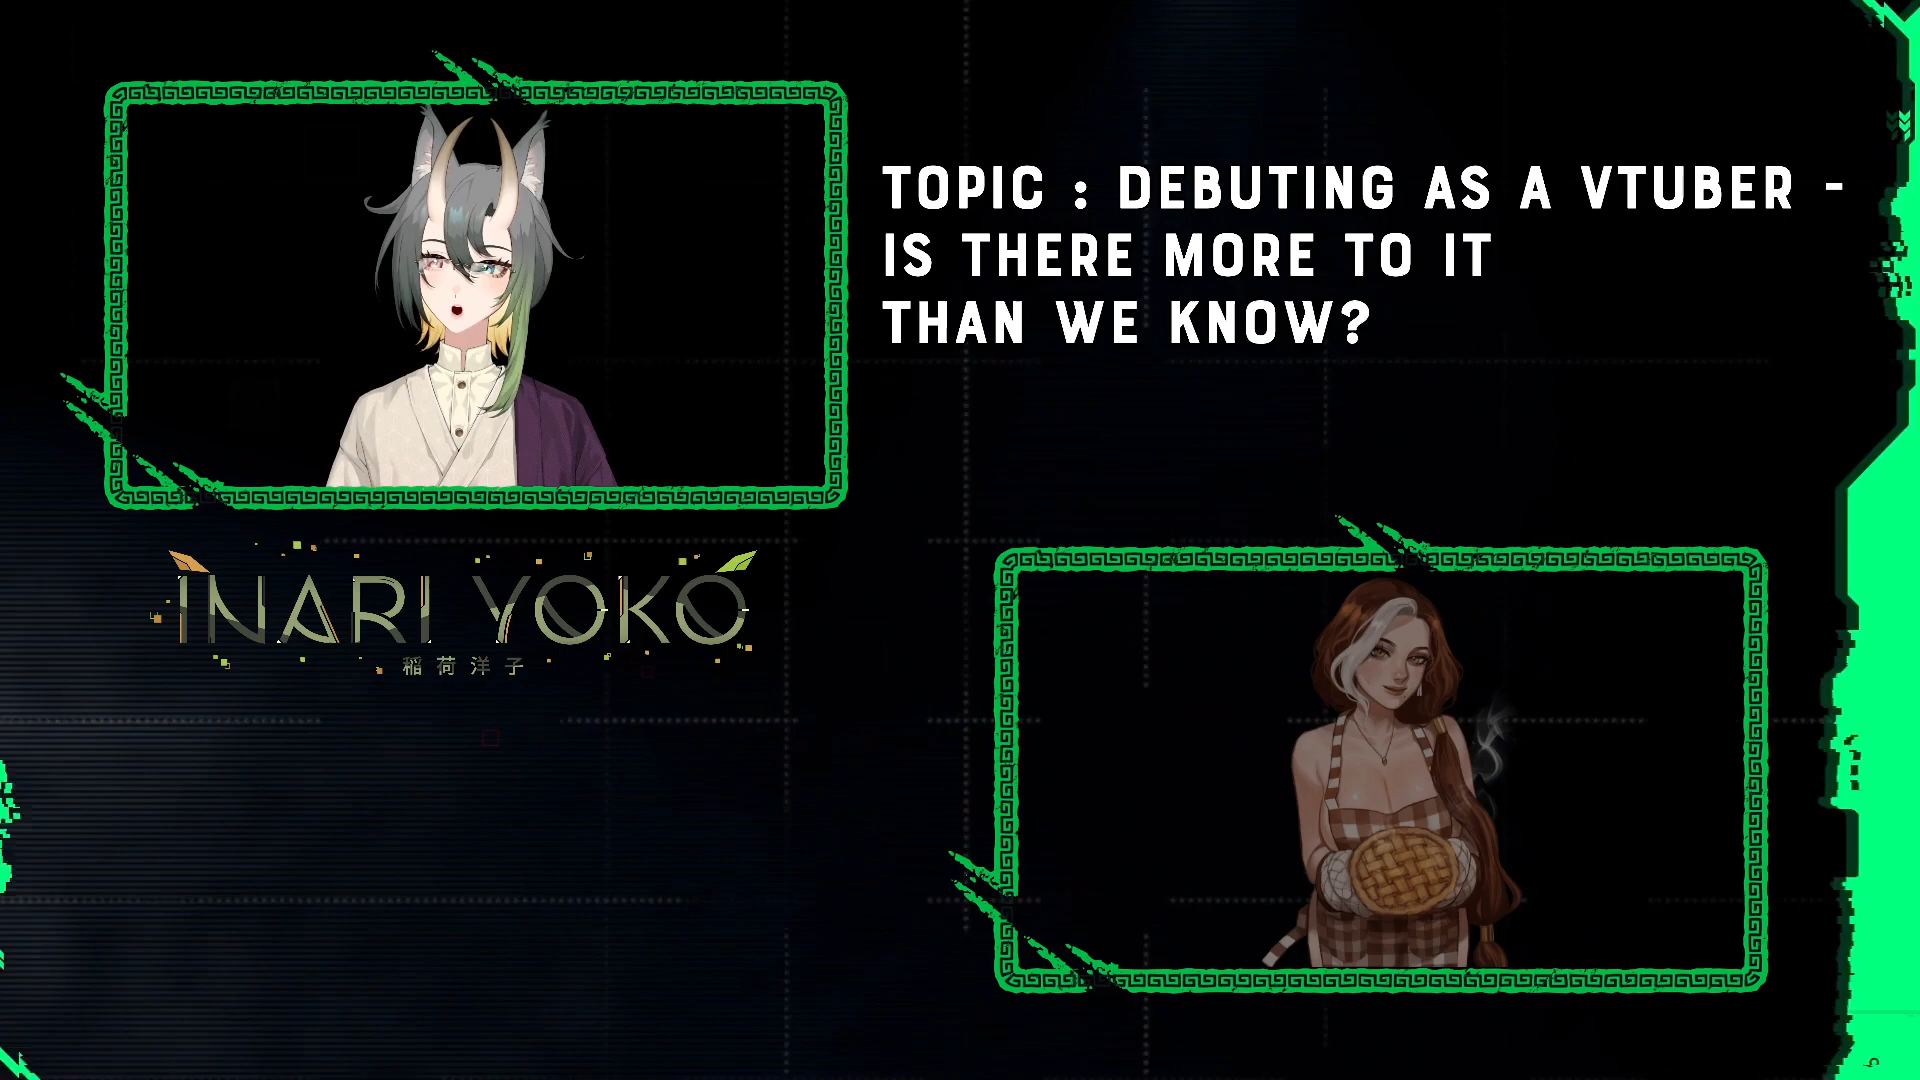 TOPIC : DEBUTING AS A VTUBER -
IS THERE MORE TO IT
THAN WE KNOW?
INARI YOKO
稲荷洋子